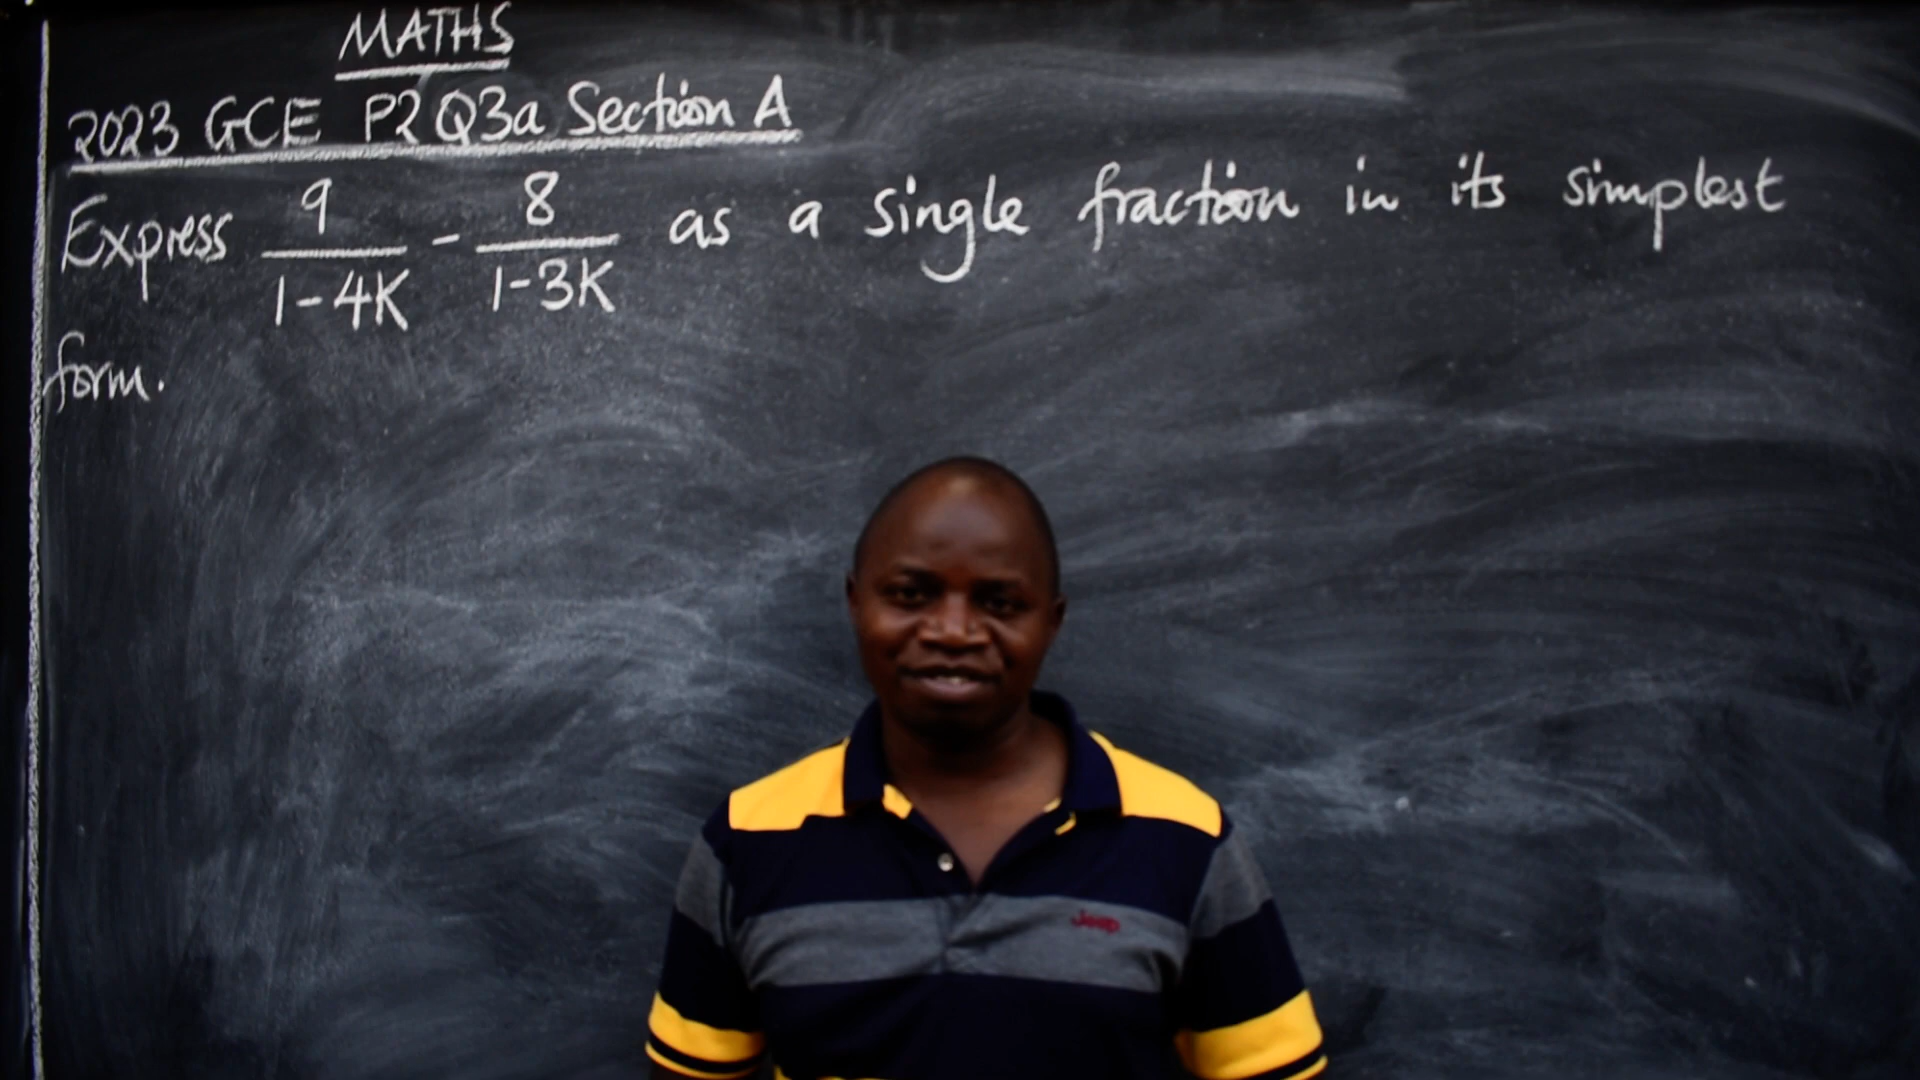 MATHS
2023 GCE P2 Q3a Section A
Express 9/1-4K - 8/1-3K as a single fraction in its simplest
form.
Jeep